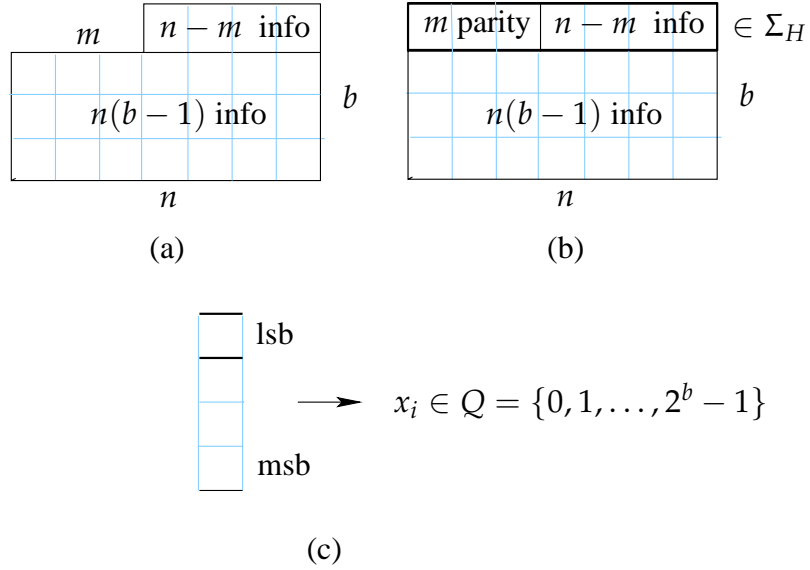 m
n − m info
n(b − 1) info
b
n
(a)
m parity
n − m info
∈ Σ_H
n(b − 1) info
b
n
(b)
lsb
msb
x_i ∈ Q = {0, 1, . . . , 2^b − 1}
(c)